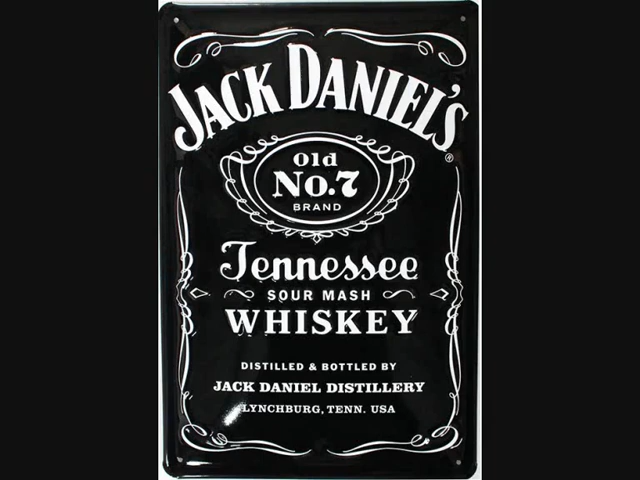 JACK DANIEL'S
®
Old
No.7
BRAND
Tennessee
SOUR MASH
WHISKEY
DISTILLED & BOTTLED BY
JACK DANIEL DISTILLERY
LYNCHBURG, TENN. USA